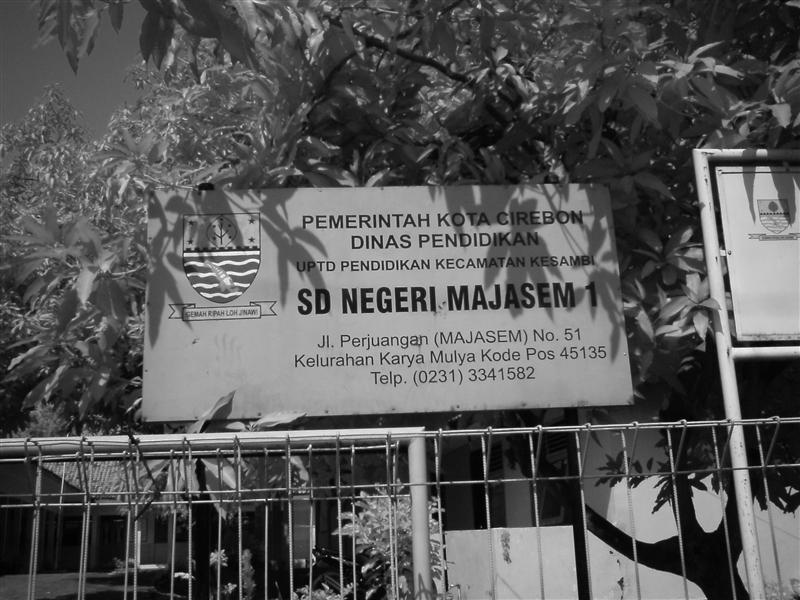 PEMERINTAH KOTA CIREBON
DINAS PENDIDIKAN
UPTD PENDIDIKAN KECAMATAN KESAMBI
SD NEGERI MAJASEM 1
GEMAH RIPAH LOH JINAWI
Jl. Perjuangan (MAJASEM) No. 51
Kelurahan Karya Mulya Kode Pos 45135
Telp. (0231) 3341582